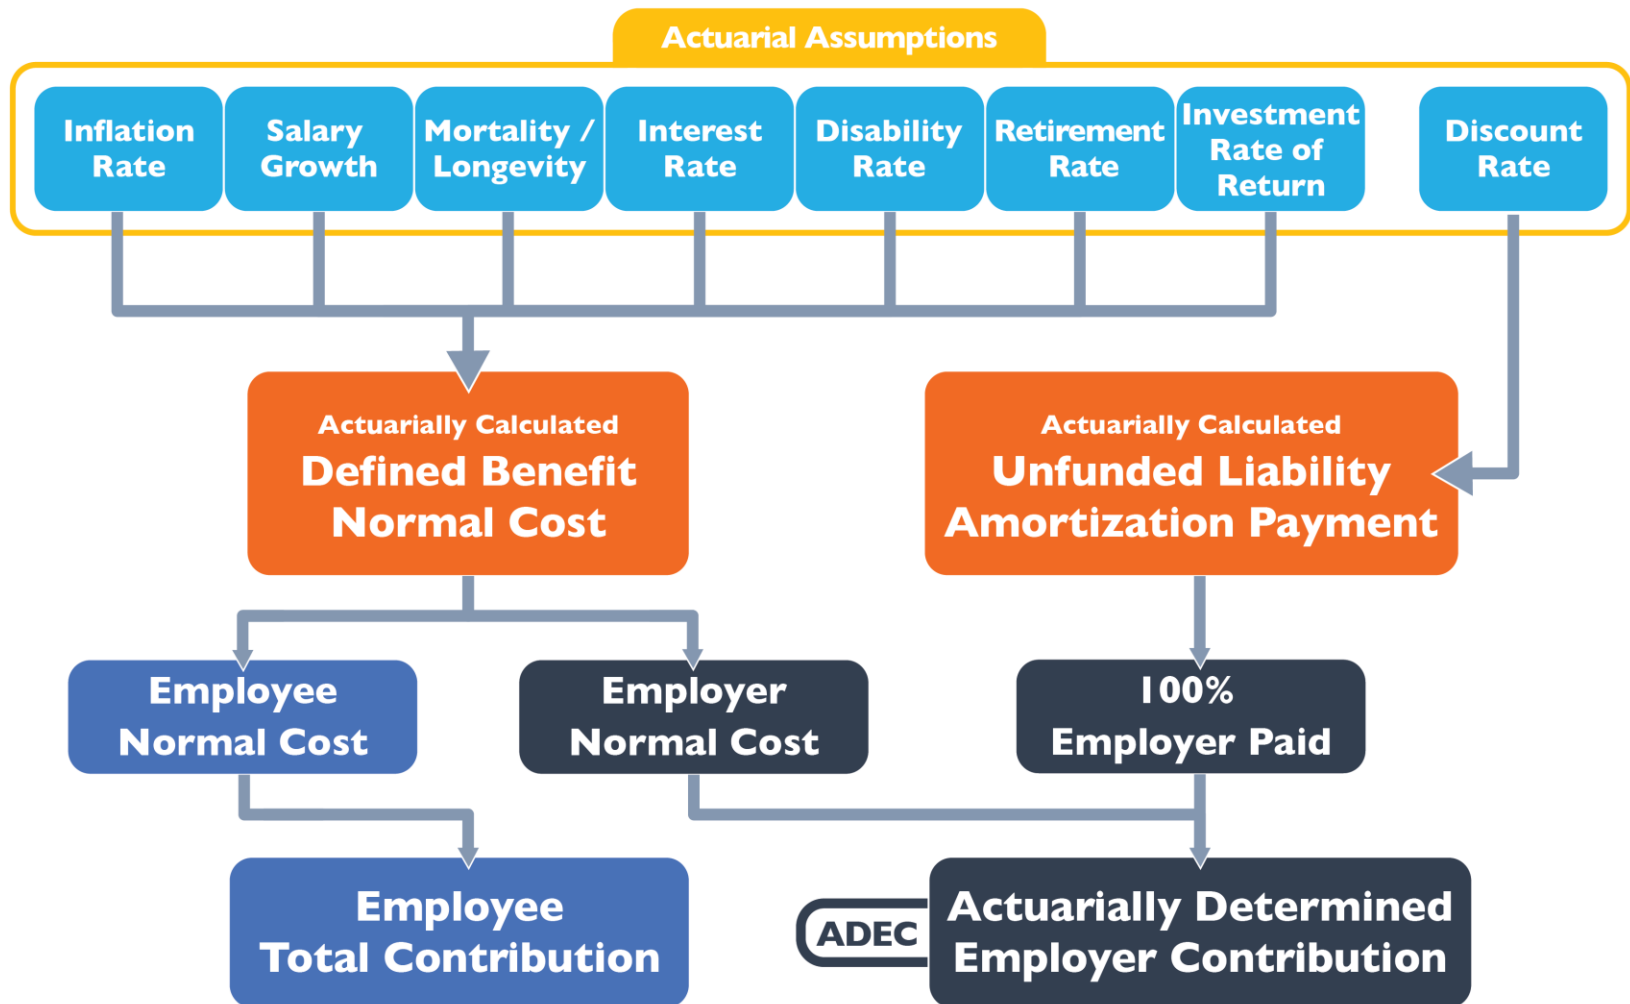 Actuarial Assumptions
Inflation
Rate
Salary
Growth
Mortality /
Longevity
Interest
Rate
Disability
Rate
Retirement
Rate
Investment
Rate of
Return
Discount
Rate
Actuarially Calculated
Defined Benefit
Normal Cost
Actuarially Calculated
Unfunded Liability
Amortization Payment
Employee
Normal Cost
Employer
Normal Cost
100%
Employer Paid
Employee
Total Contribution
ADEC
Actuarially Determined
Employer Contribution